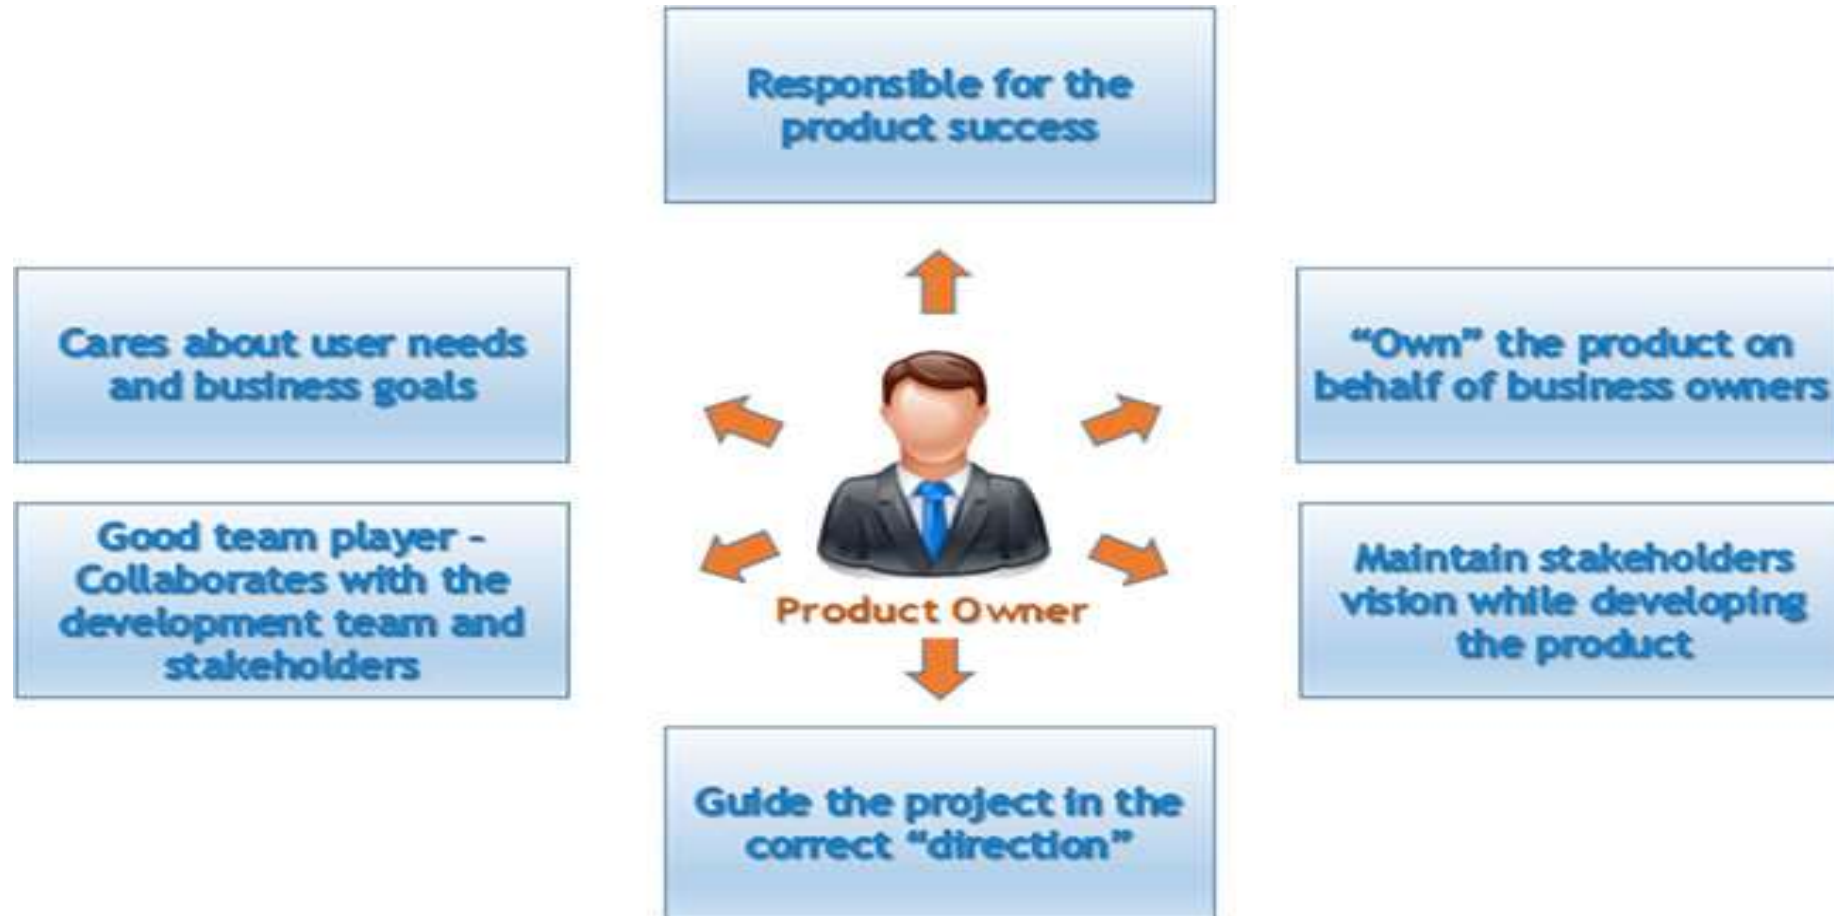 Responsible for the
product success
Cares about user needs
and business goals
“Own” the product on
behalf of business owners
Good team player -
Collaborates with the
development team and
stakeholders
Maintain stakeholders
vision while developing
the product
Product Owner
Guide the project in the
correct “direction”